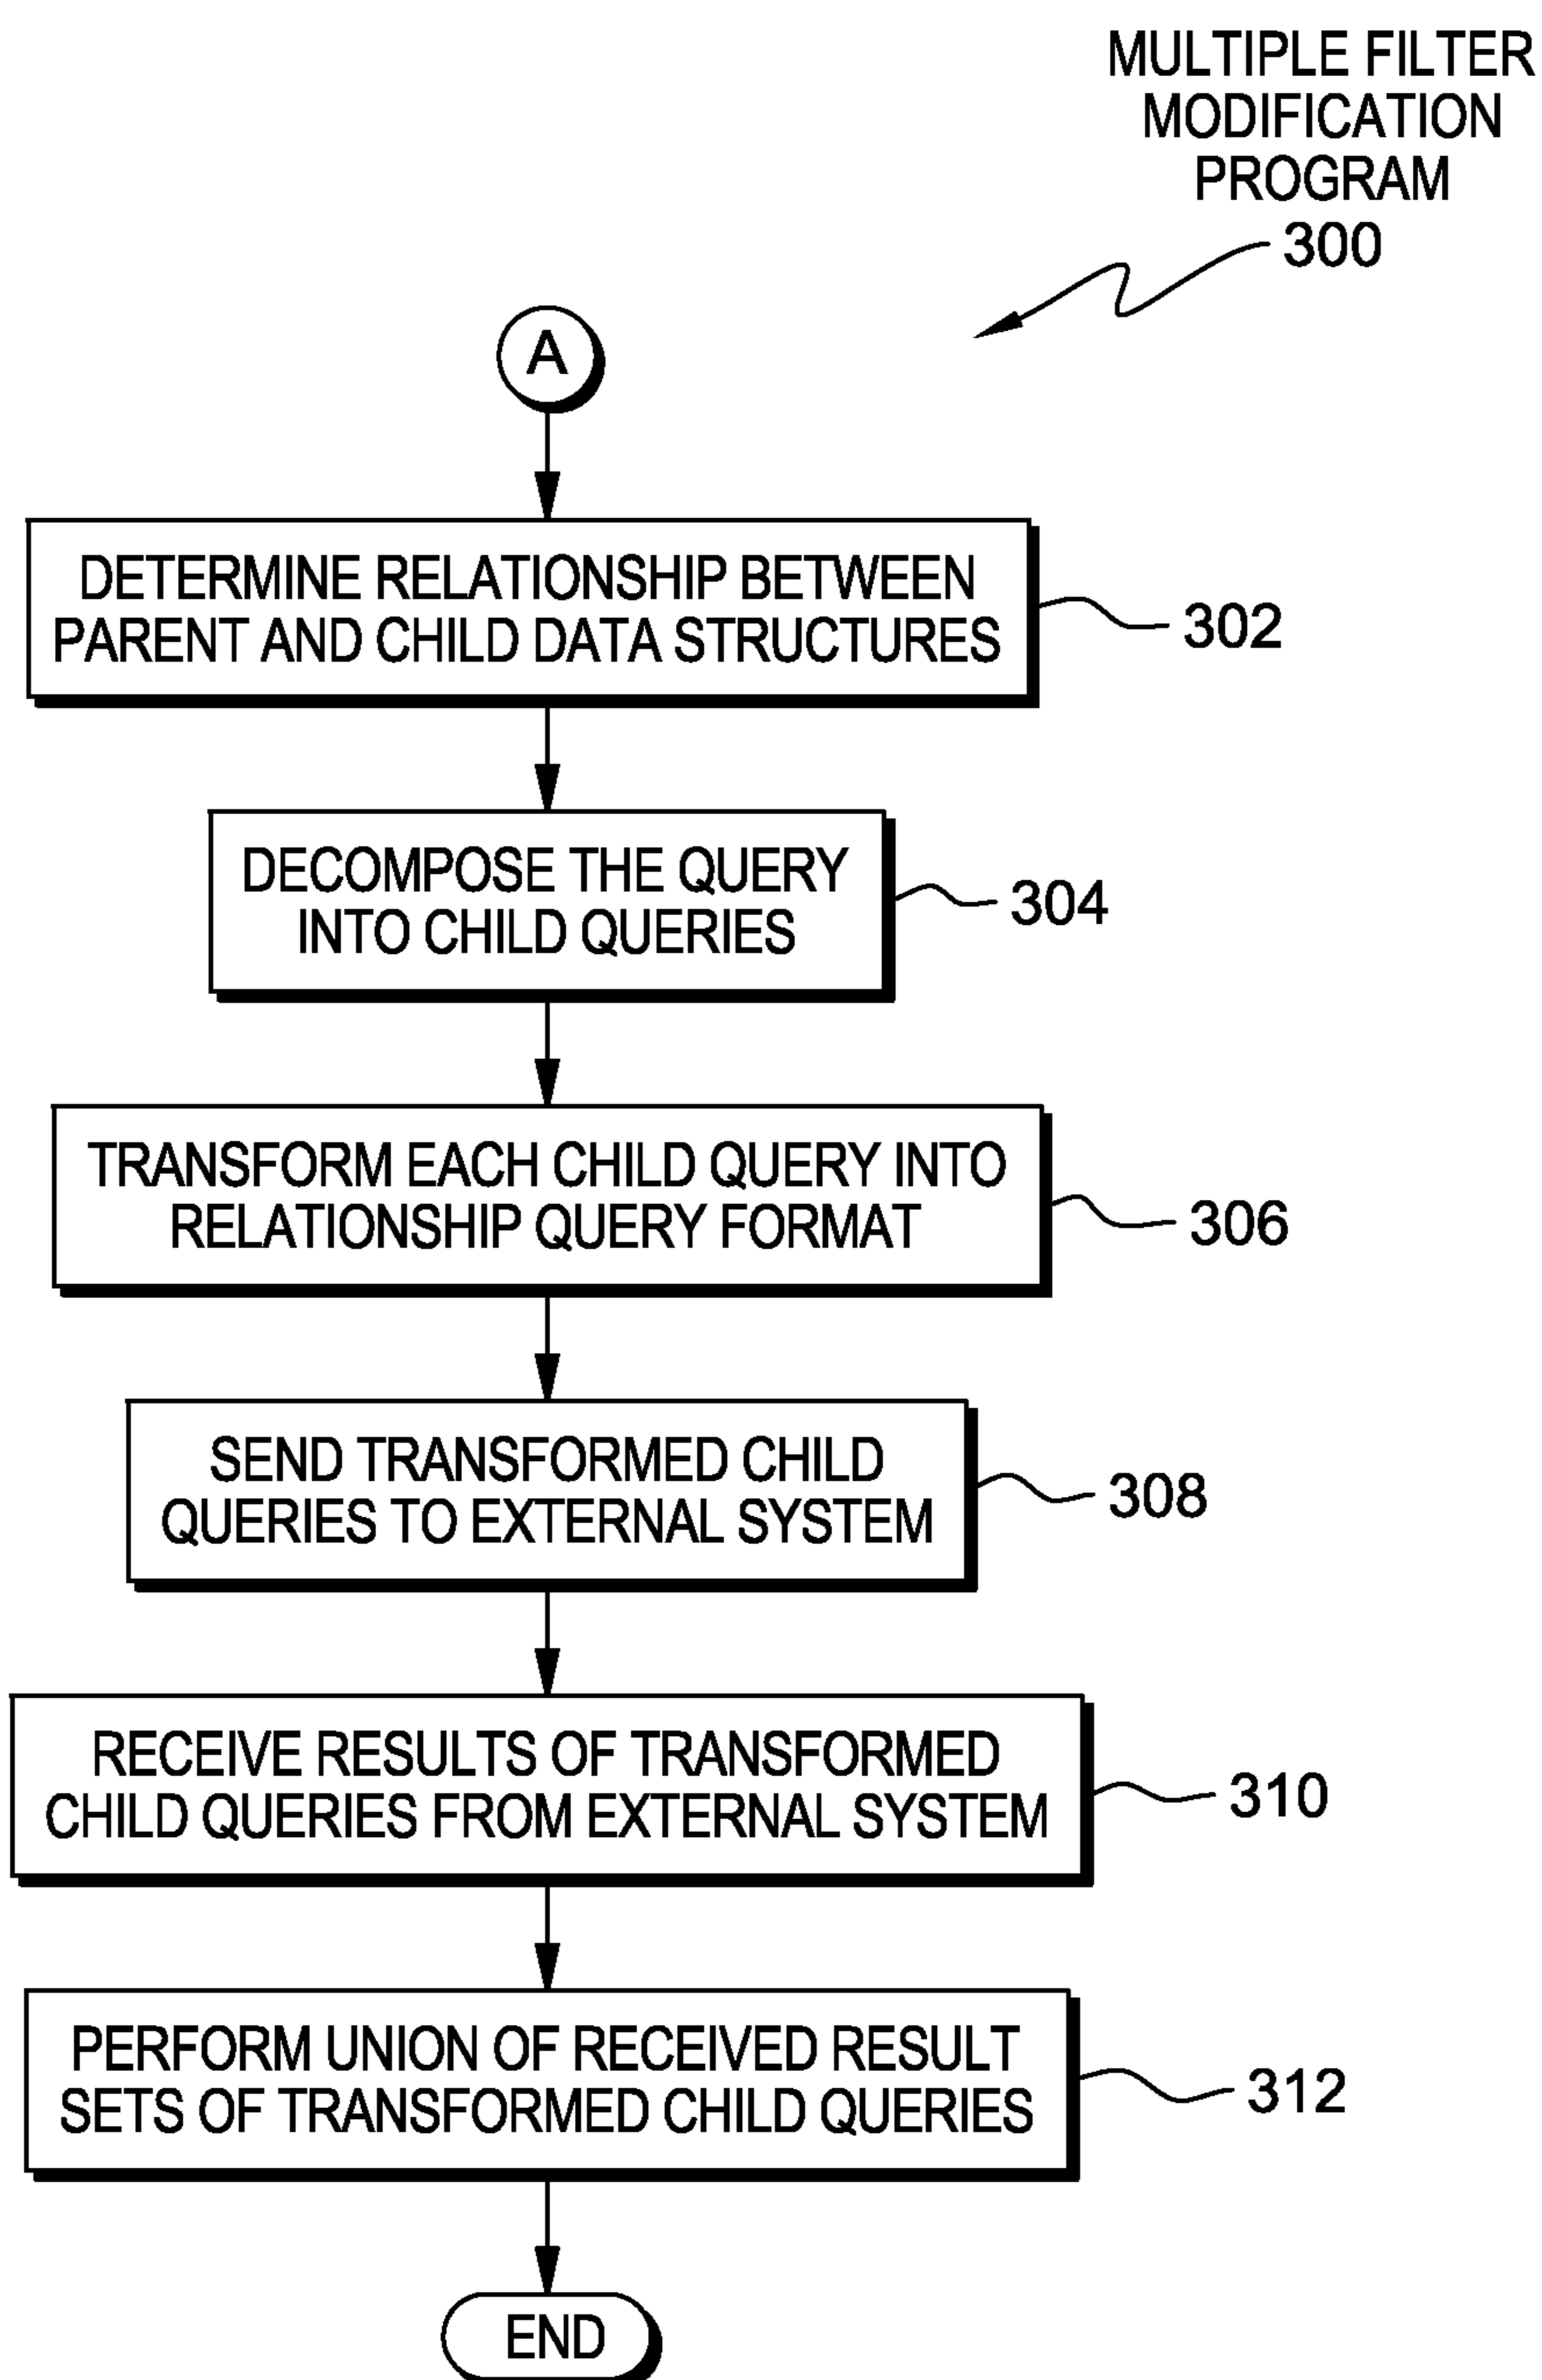 MULTIPLE FILTER
MODIFICATION
PROGRAM
300
A
DETERMINE RELATIONSHIP BETWEEN
PARENT AND CHILD DATA STRUCTURES
302
DECOMPOSE THE QUERY
INTO CHILD QUERIES
304
TRANSFORM EACH CHILD QUERY INTO
RELATIONSHIP QUERY FORMAT
306
SEND TRANSFORMED CHILD
QUERIES TO EXTERNAL SYSTEM
308
RECEIVE RESULTS OF TRANSFORMED
CHILD QUERIES FROM EXTERNAL SYSTEM
310
PERFORM UNION OF RECEIVED RESULT
SETS OF TRANSFORMED CHILD QUERIES
312
END